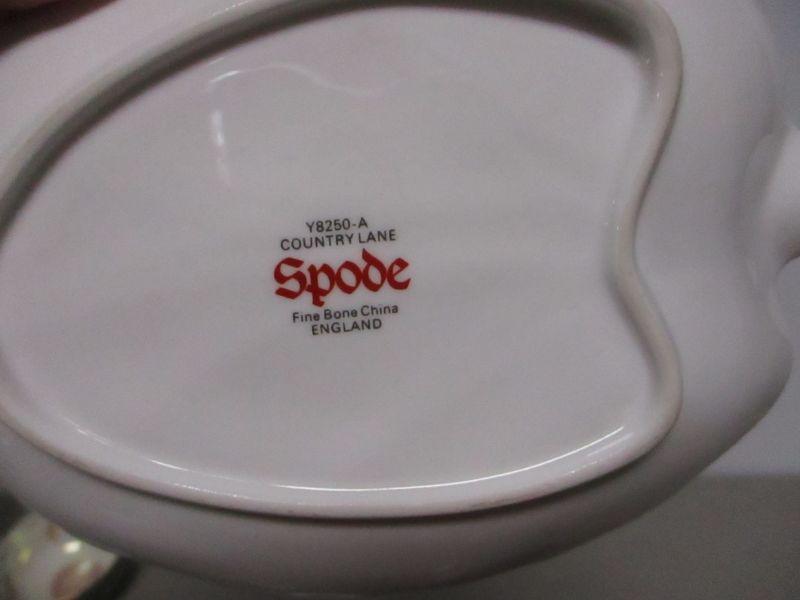 Y8250-A
COUNTRY LANE
Spode
Fine Bone China
ENGLAND